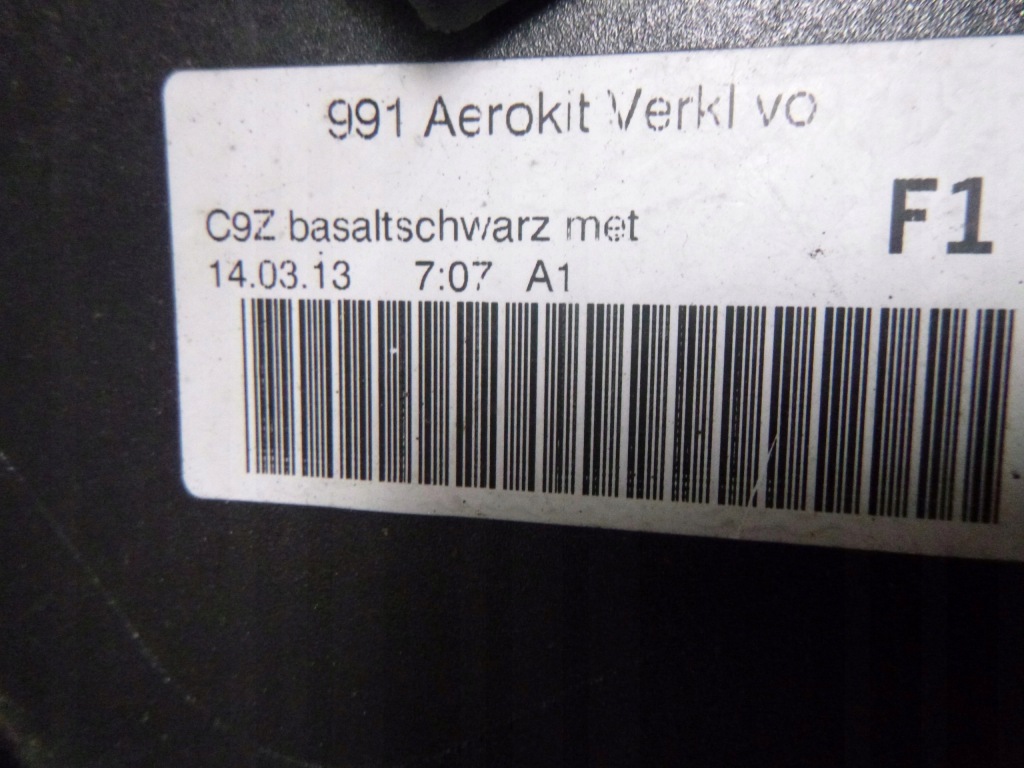 991 Aerokit Verkl vo
F1
C9Z basaltschwarz met
14.03.13 7:07 A1